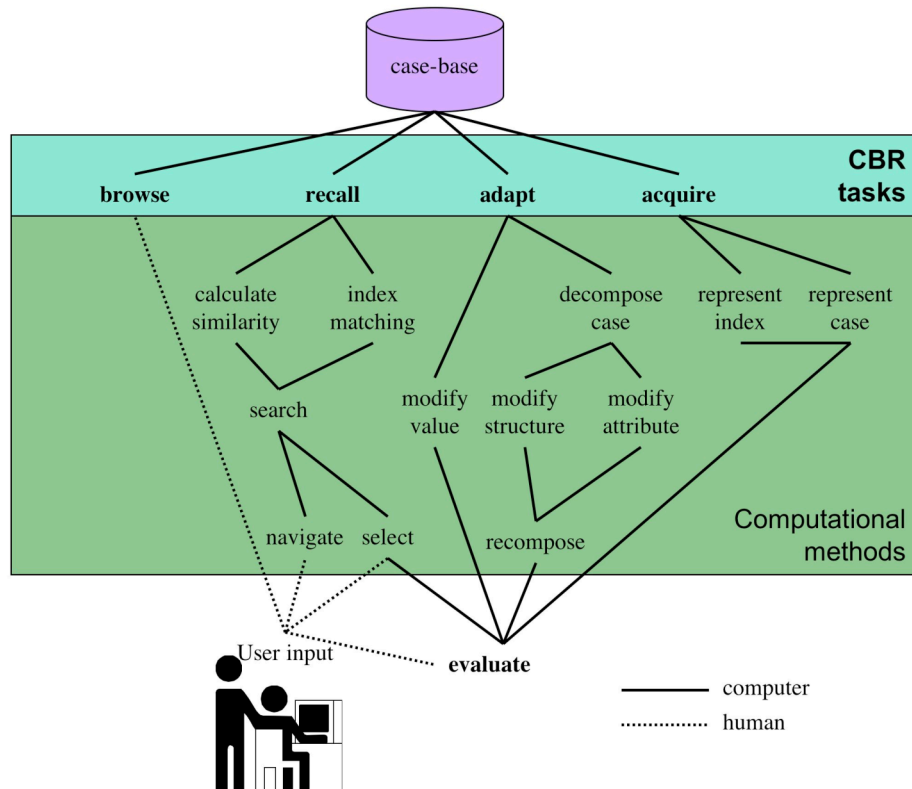 case-base
CBR
tasks
browse
recall
adapt
acquire
calculate
similarity
index
matching
decompose
case
represent
index
represent
case
search
modify
value
modify
structure
modify
attribute
navigate
select
recompose
Computational
methods
User input
evaluate
computer
human